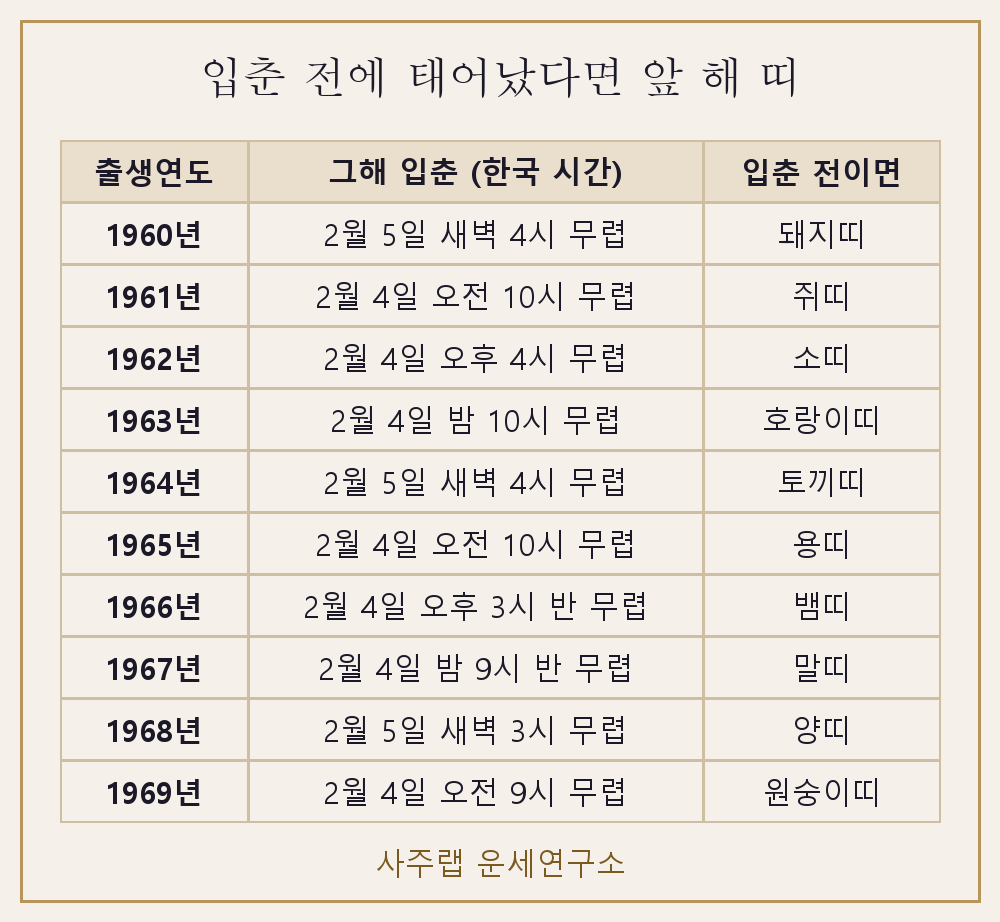 입춘 전에 태어났다면 앞 해 띠
출생연도 그해 입춘 (한국 시간) 입춘 전이면
1960년 2월 5일 새벽 4시 무렵 돼지띠
1961년 2월 4일 오전 10시 무렵 쥐띠
1962년 2월 4일 오후 4시 무렵 소띠
1963년 2월 4일 밤 10시 무렵 호랑이띠
1964년 2월 5일 새벽 4시 무렵 토끼띠
1965년 2월 4일 오전 10시 무렵 용띠
1966년 2월 4일 오후 3시 반 무렵 뱀띠
1967년 2월 4일 밤 9시 반 무렵 말띠
1968년 2월 5일 새벽 3시 무렵 양띠
1969년 2월 4일 오전 9시 무렵 원숭이띠
사주랩 운세연구소